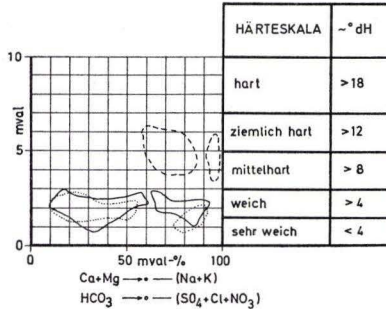 HÄRTESKALA ~°dH
hart >18
ziemlich hart >12
mittelhart >8
weich >4
sehr weich <4
10
5
0
mval
0 50 100
mval-%
Ca+Mg (Na+K)
HCO₃ (SO₄+Cl+NO₃)